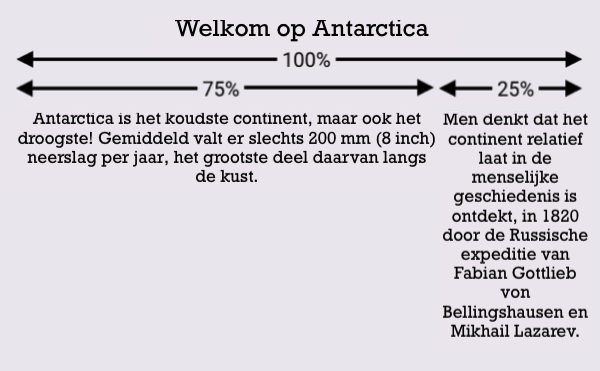 Welkom op Antarctica
100%
75%
25%
Antarctica is het koudste continent, maar ook het
droogste! Gemiddeld valt er slechts 200 mm (8 inch)
neerslag per jaar, het grootste deel daarvan langs
de kust.
Men denkt dat het
continent relatief
laat in de
menselijke
geschiedenis is
ontdekt, in 1820
door de Russische
expeditie van
Fabian Gottlieb
von
Bellingshausen en
Mikhail Lazarev.